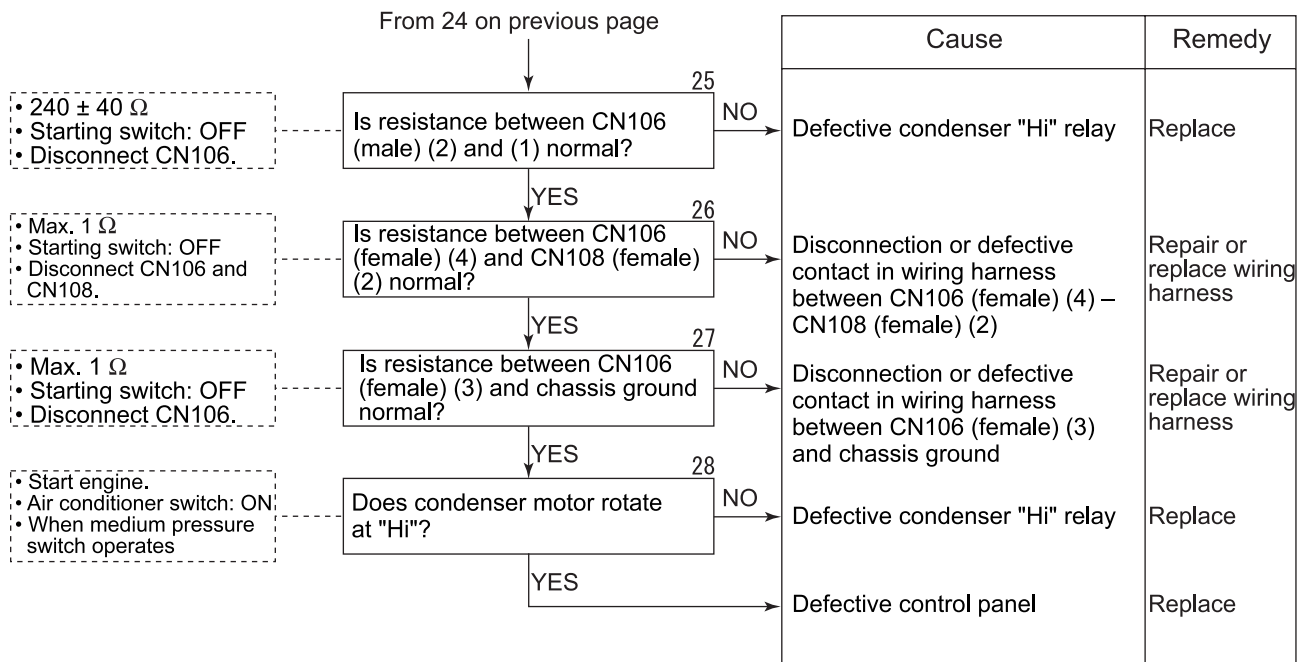 From 24 on previous page
Cause
Remedy
25
• 240 ± 40 Ω
• Starting switch: OFF
• Disconnect CN106.
Is resistance between CN106
(male) (2) and (1) normal?
NO
Defective condenser "Hi" relay
Replace
YES
26
• Max. 1 Ω
• Starting switch: OFF
• Disconnect CN106 and
CN108.
Is resistance between CN106
(female) (4) and CN108 (female)
(2) normal?
NO
Disconnection or defective
contact in wiring harness
between CN106 (female) (4) –
CN108 (female) (2)
Repair or
replace wiring
harness
YES
27
• Max. 1 Ω
• Starting switch: OFF
• Disconnect CN106.
Is resistance between CN106
(female) (3) and chassis ground
normal?
NO
Disconnection or defective
contact in wiring harness
between CN106 (female) (3)
and chassis ground
Repair or
replace wiring
harness
YES
28
• Start engine.
• Air conditioner switch: ON
• When medium pressure
switch operates
Does condenser motor rotate
at "Hi"?
NO
Defective condenser "Hi" relay
Replace
YES
Defective control panel
Replace